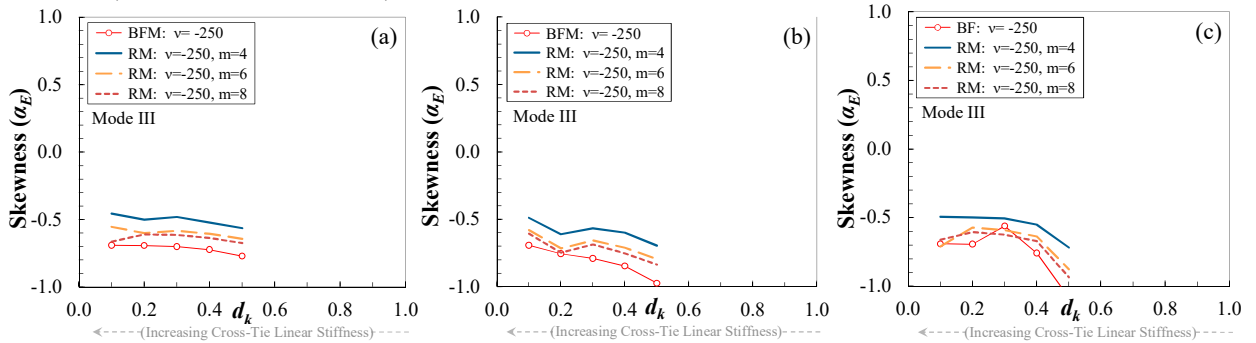 (a)
BFM: ν= -250
RM: ν=-250, m=4
RM: ν=-250, m=6
RM: ν=-250, m=8
Mode III
Skewness (α_E)
1.0
0.5
0.0
-0.5
-1.0
0.0 0.2 0.4 0.6 0.8 1.0
d_k
(Increasing Cross-Tie Linear Stiffness)
(b)
BFM: ν= -250
RM: ν=-250, m=4
RM: ν=-250, m=6
RM: ν=-250, m=8
Mode III
Skewness (α_E)
1.0
0.5
0.0
-0.5
-1.0
0.0 0.2 0.4 0.6 0.8 1.0
d_k
(Increasing Cross-Tie Linear Stiffness)
(c)
BF: ν= -250
RM: ν=-250, m=4
RM: ν=-250, m=6
RM: ν=-250, m=8
Mode III
Skewness (α_E)
1.0
0.5
0.0
-0.5
-1.0
0.0 0.2 0.4 0.6 0.8 1.0
d_k
(Increasing Cross-Tie Linear Stiffness)